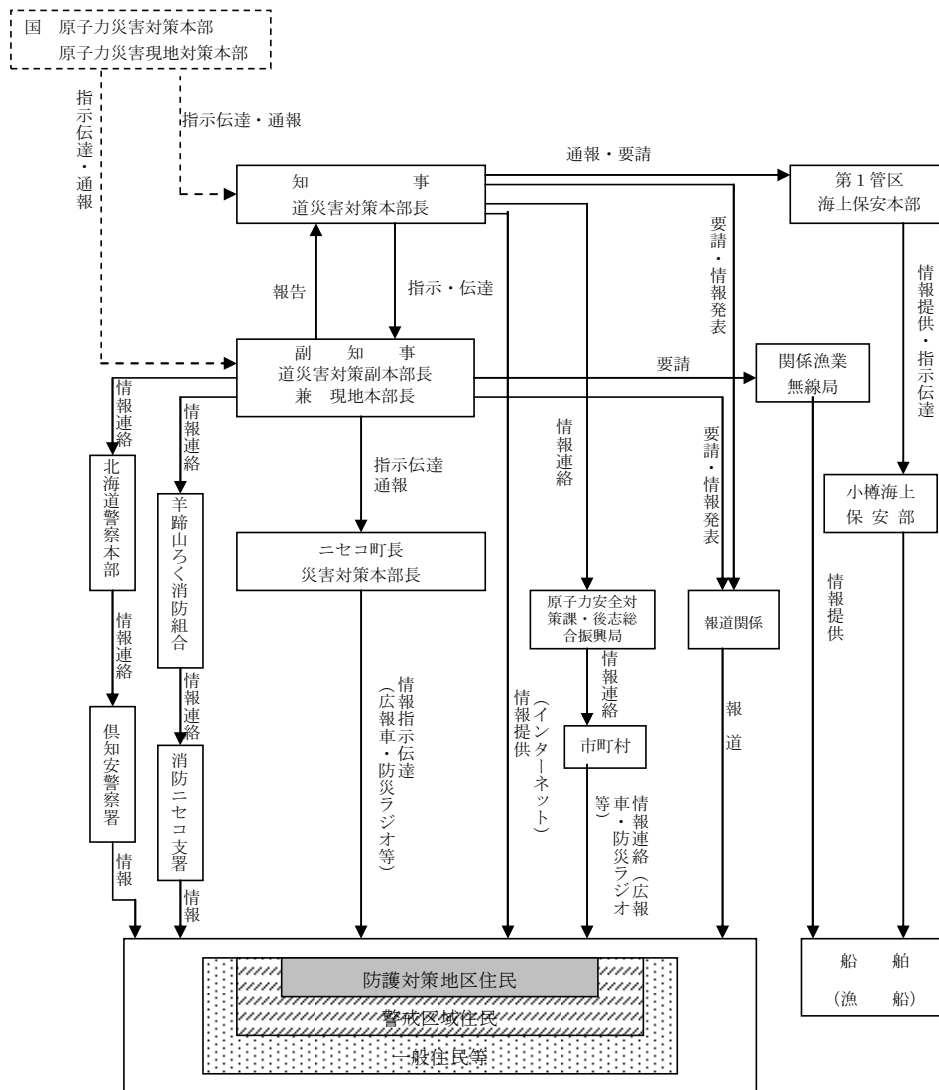 国　原子力災害対策本部
原子力災害現地対策本部
指示伝達・通報
指示伝達・通報
知　事
道災害対策本部長
通報・要請
第１管区
海上保安本部
要請・情報発表
情報提供・指示伝達
報告
指示・伝達
副　知　事
道災害対策副本部長
兼　現地本部長
要請
関係漁業
無線局
情報連絡
情報連絡
情報連絡
要請・情報発表
指示伝達
通報
北海道警察本部
羊蹄山ろく消防組合
小樽海上
保 安 部
ニセコ町長
災害対策本部長
原子力安全対
策課・後志総
合振興局
報道関係
情報提供
情報連絡
情報連絡
情報連絡
情報指示伝達
（広報車・防災ラジオ等）
情報提供
（インターネット）
報　道
倶知安警察署
消防ニセコ支署
市町村
情報連絡（広報
車・防災ラジオ
等）
情報
情報
防護対策地区住民
警戒区域住民
一般住民等
船　舶
（漁　船）